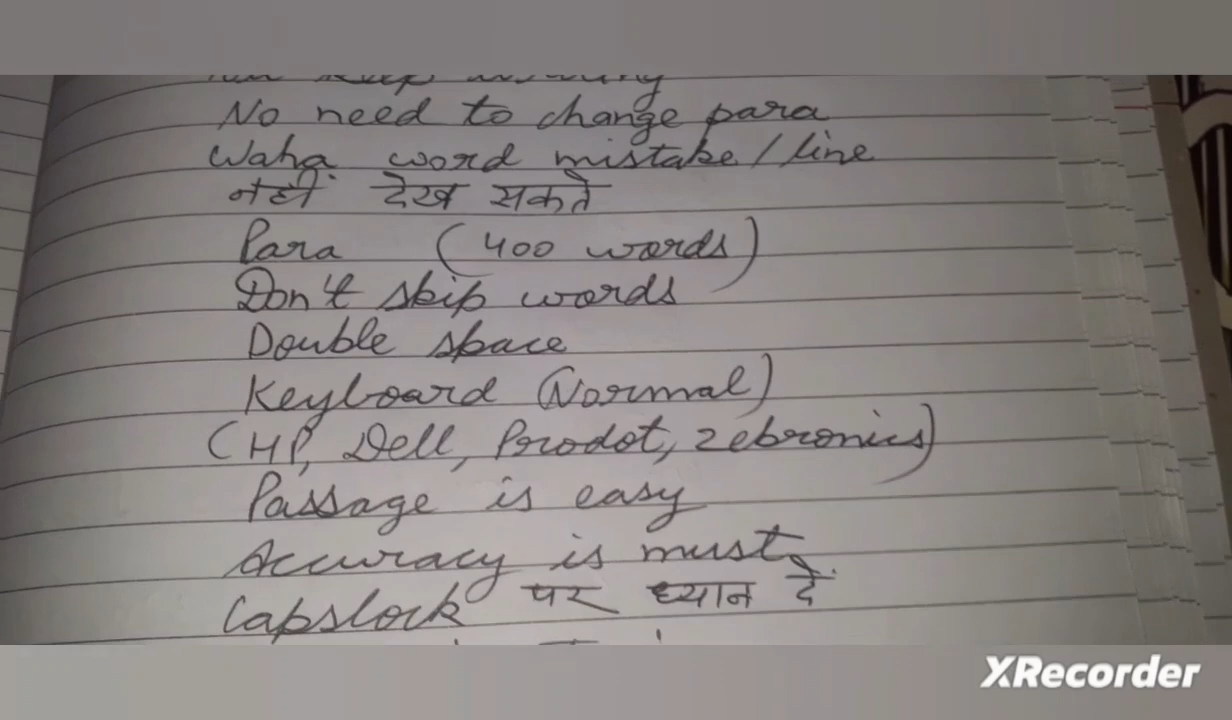 No need to change para
Waha word mistake/line
नहीं देख सकते
Para (400 words)
Don't skip words
Double space
Keyboard (Normal)
(HP, Dell, Prodot, zebronics)
Passage is easy
Accuracy is must
Capslock पर ध्यान दें
XRecorder